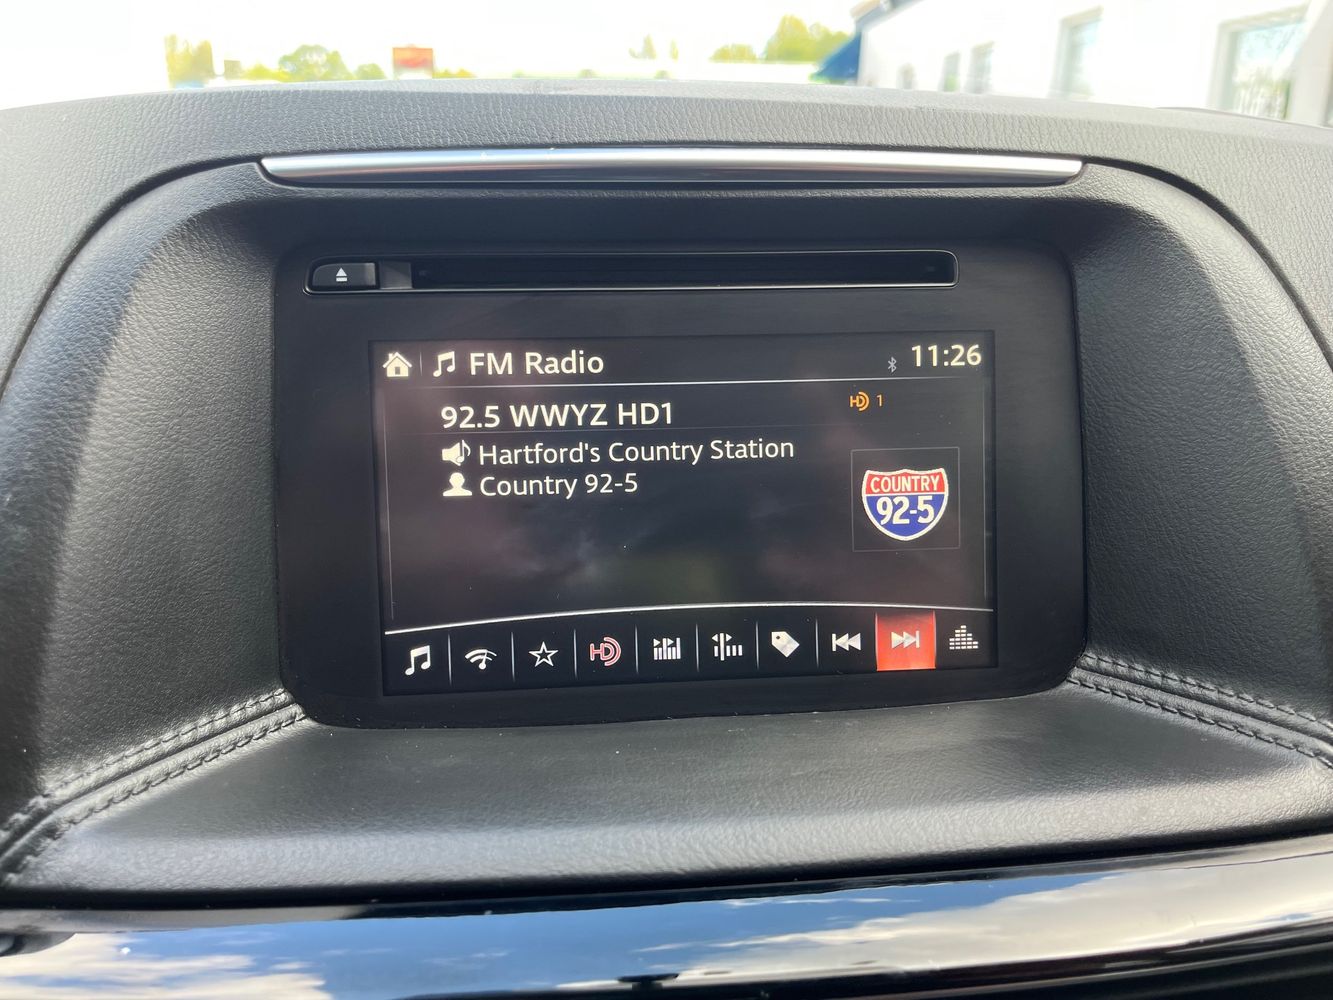 FM Radio
11:26
92.5 WWYZ HD1
HD 1
Hartford's Country Station
Country 92-5
COUNTRY
92-5
HD